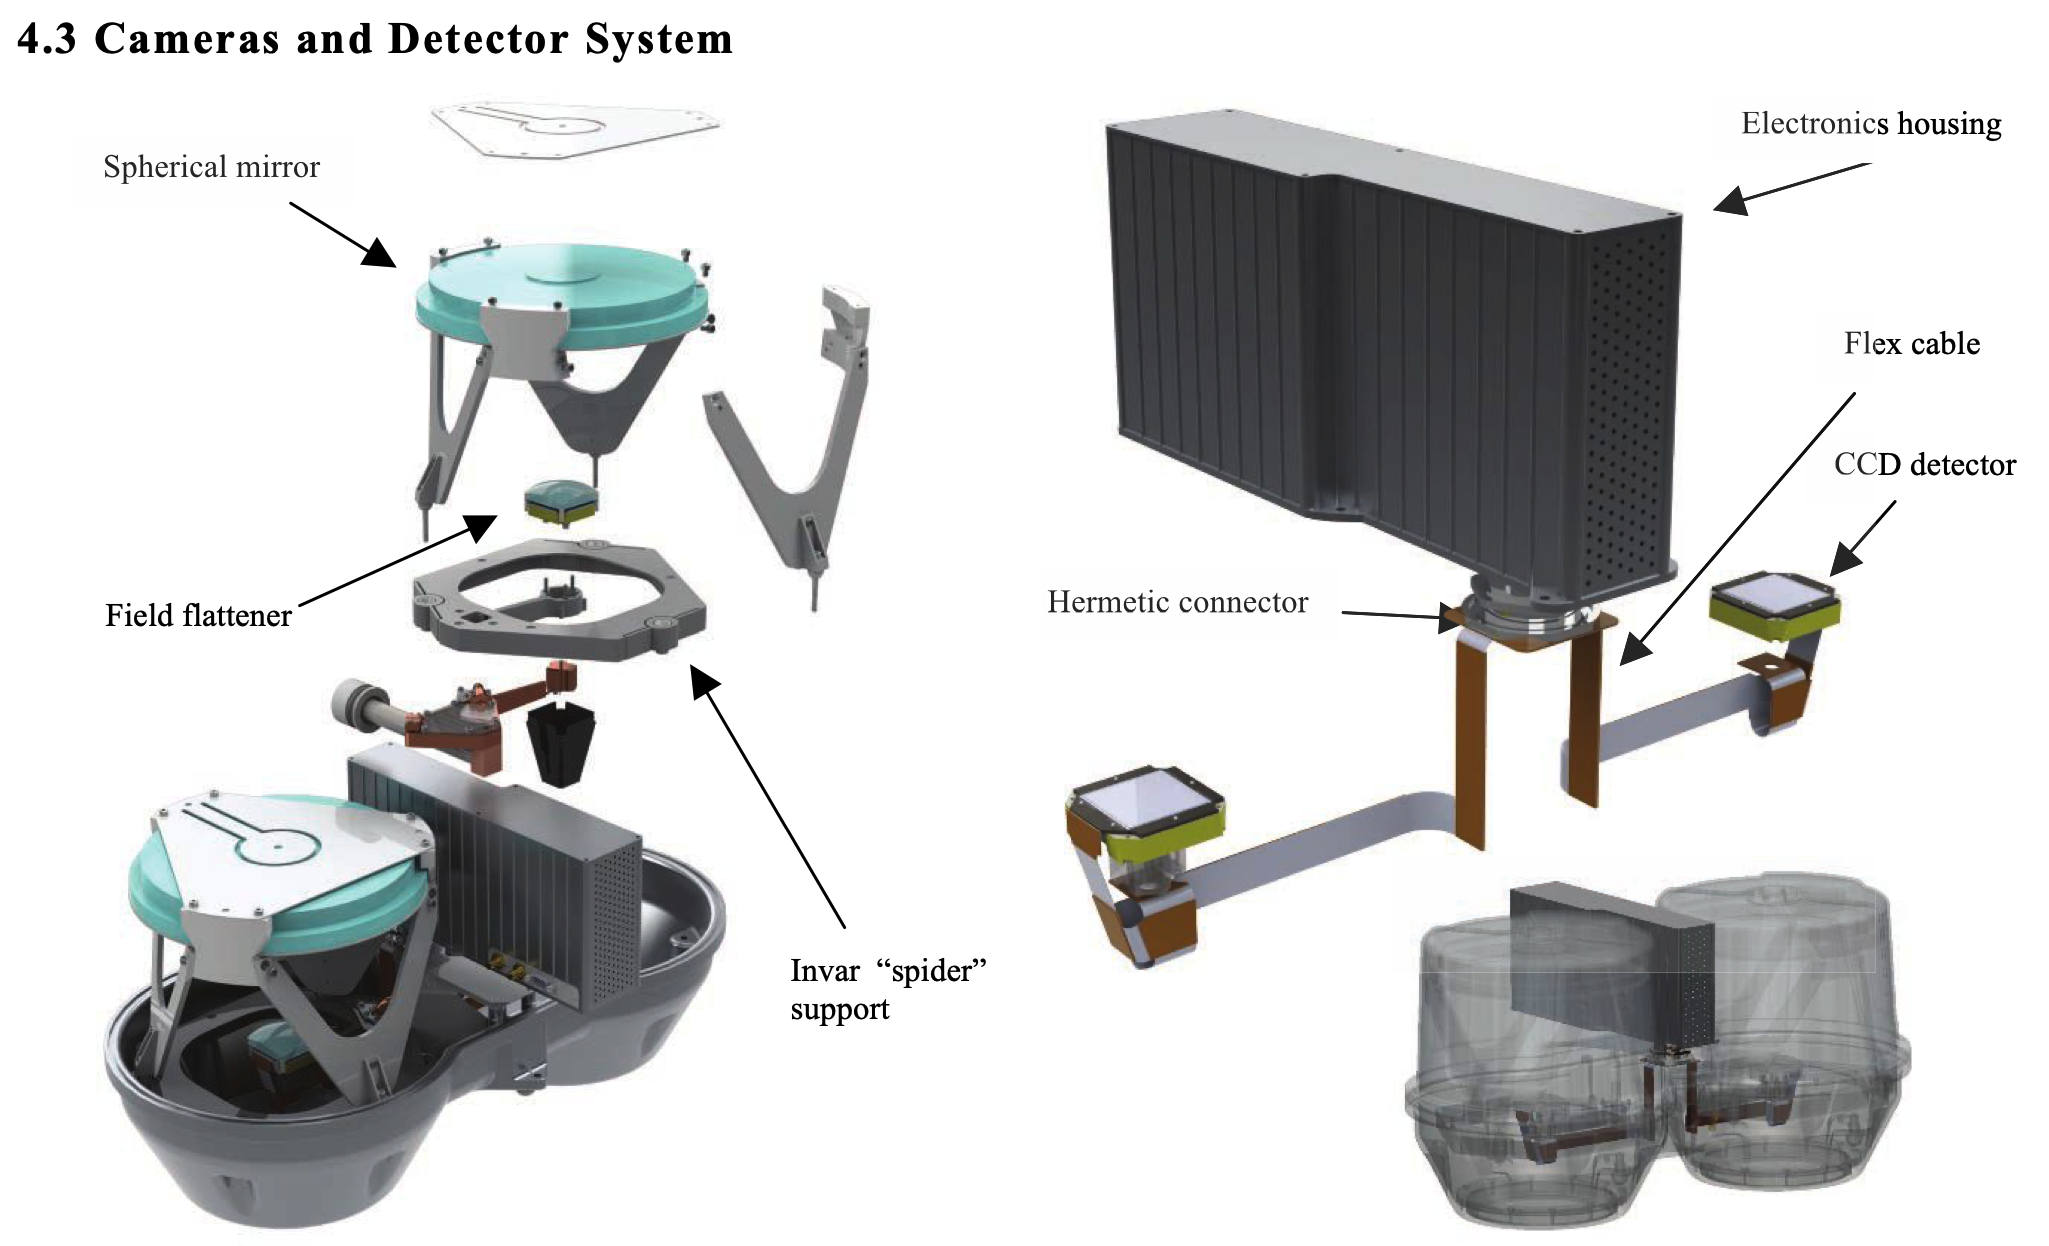 4.3 Cameras and Detector System
Spherical mirror
Field flattener
Invar “spider”
support
Electronics housing
Flex cable
CCD detector
Hermetic connector